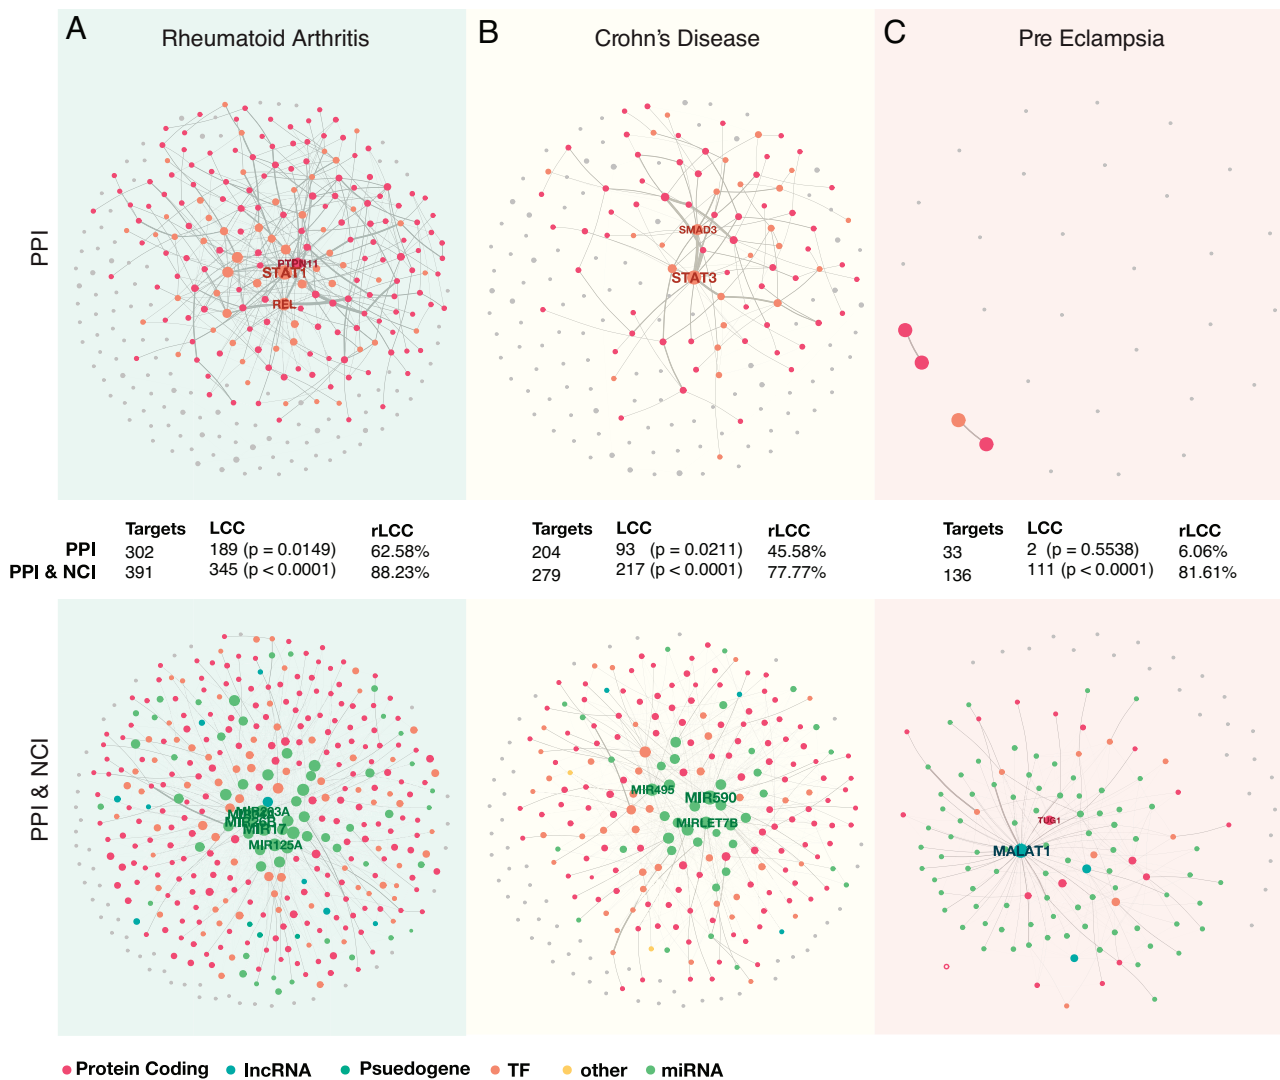 A
Rheumatoid Arthritis
B
Crohn's Disease
C
Pre Eclampsia
PPI
PTPN11
STAT1
REL
SMAD3
STAT3
Targets LCC rLCC
PPI 302 189 (p = 0.0149) 62.58%
PPI & NCI 391 345 (p < 0.0001) 88.23%
Targets LCC rLCC
204 93 (p = 0.0211) 45.58%
279 217 (p < 0.0001) 77.77%
Targets LCC rLCC
33 2 (p = 0.5538) 6.06%
136 111 (p < 0.0001) 81.61%
PPI & NCI
MIR26B
MIR17
MIR125A
MIR495
MIR590
MIRLET7B
TUG1
MALAT1
Protein Coding lncRNA Psuedogene TF other miRNA